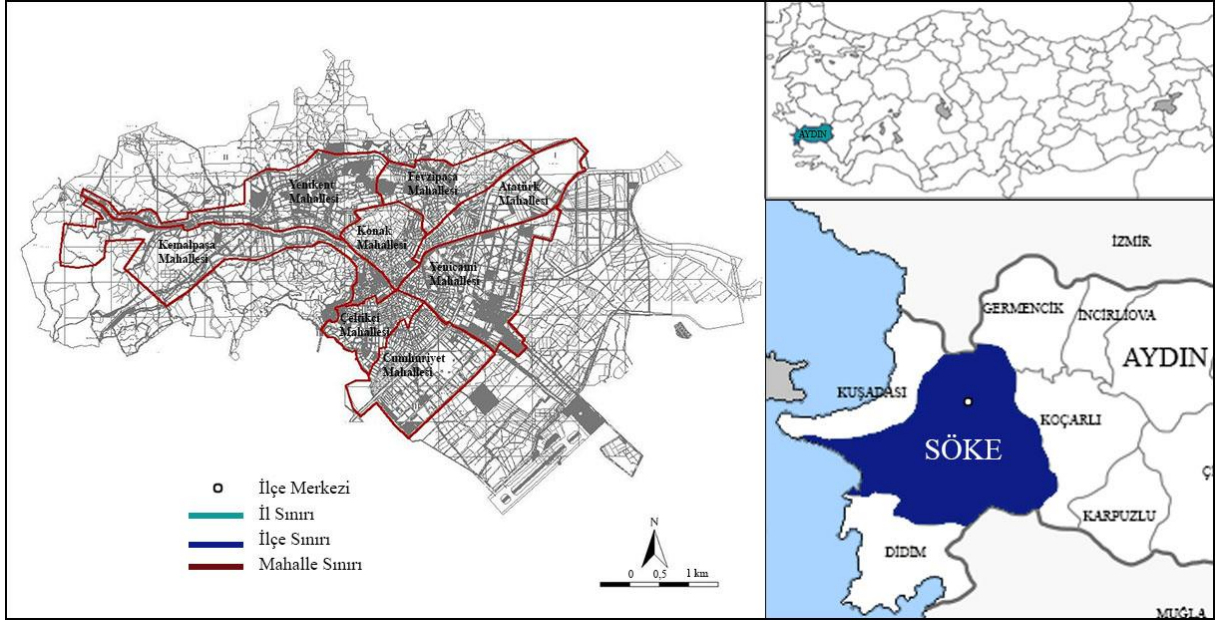 Yenikent
Mahallesi
Fevzipaşa
Mahallesi
Atatürk
Mahallesi
Konak
Mahallesi
Kemalpaşa
Mahallesi
Yenicami
Mahallesi
Çeltikçi
Mahallesi
Cumhuriyet
Mahallesi
İlçe Merkezi
İl Sınırı
İlçe Sınırı
Mahalle Sınırı
N
0 0,5 1 km
AYDIN
İZMİR
GERMENCİK
İNCİRLİOVA
AYDIN
KUŞADASI
KOÇARLI
SÖKE
Ç
KARPUZLU
DİDİM
MUĞLA